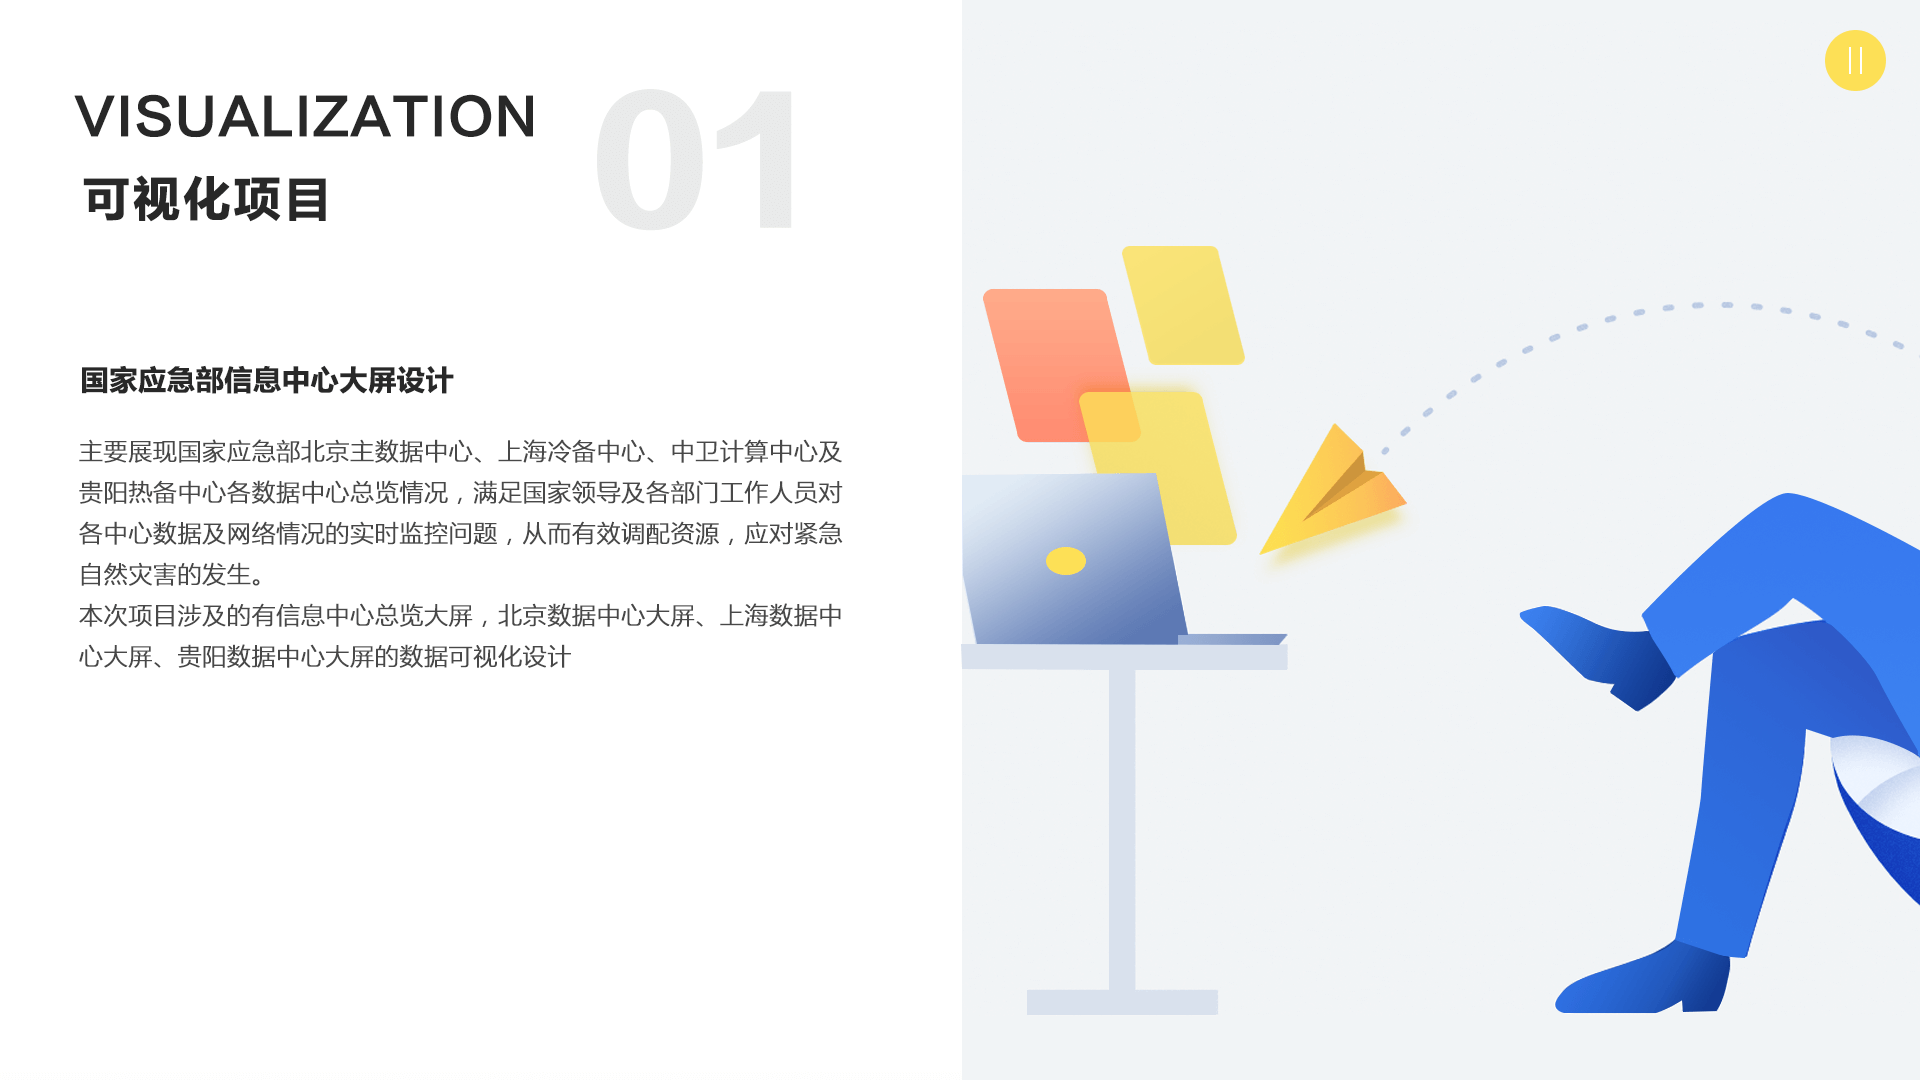 VISUALIZATION
01
可视化项目
国家应急部信息中心大屏设计
主要展现国家应急部北京主数据中心、上海冷备中心、中卫计算中心及
贵阳热备中心各数据中心总览情况，满足国家领导及各部门工作人员对
各中心数据及网络情况的实时监控问题，从而有效调配资源，应对紧急
自然灾害的发生。
本次项目涉及的有信息中心总览大屏，北京数据中心大屏、上海数据中
心大屏、贵阳数据中心大屏的数据可视化设计